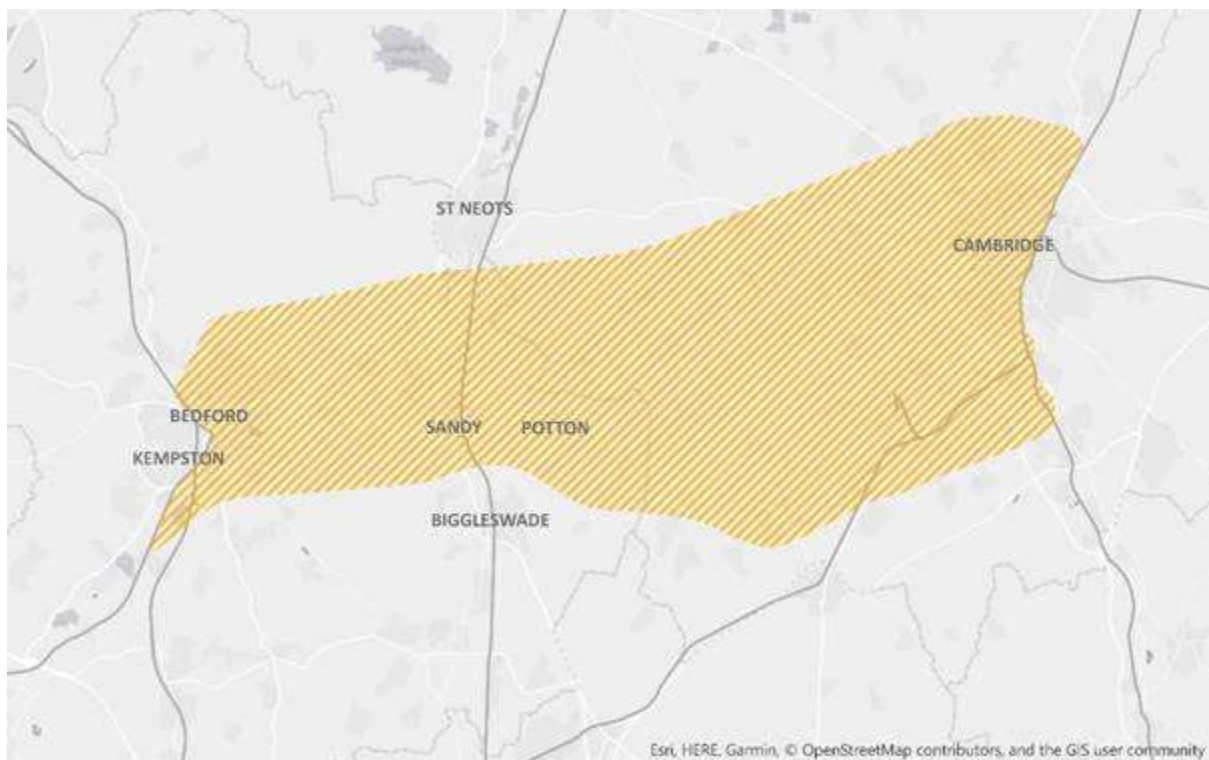 ST NEOTS
CAMBRIDGE
BEDFORD
SANDY
POTTON
KEMPSTON
BIGGLESWADE
Esri, HERE, Garmin, © OpenStreetMap contributors, and the GIS user community